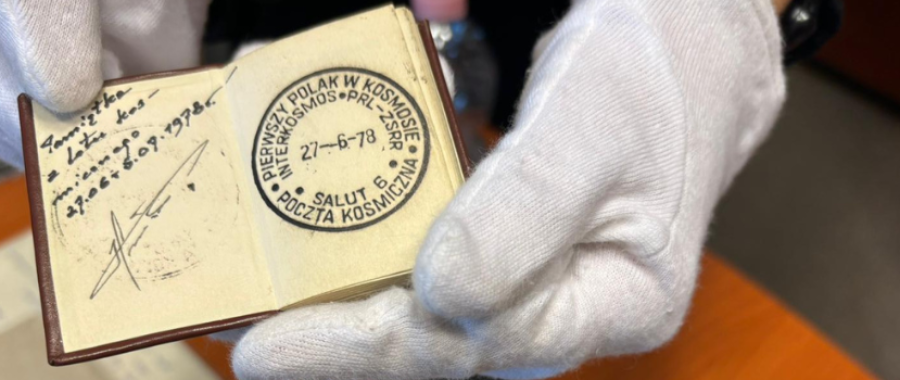 Pamiątka
z lotu kos-
micznego
27.06-5.07.1978r.
PIERWSZY POLAK W KOSMOSIE
INTERKOSMOS • PRL-ZSRR
27-6-78
SALUT 6
POCZTA KOSMICZNA